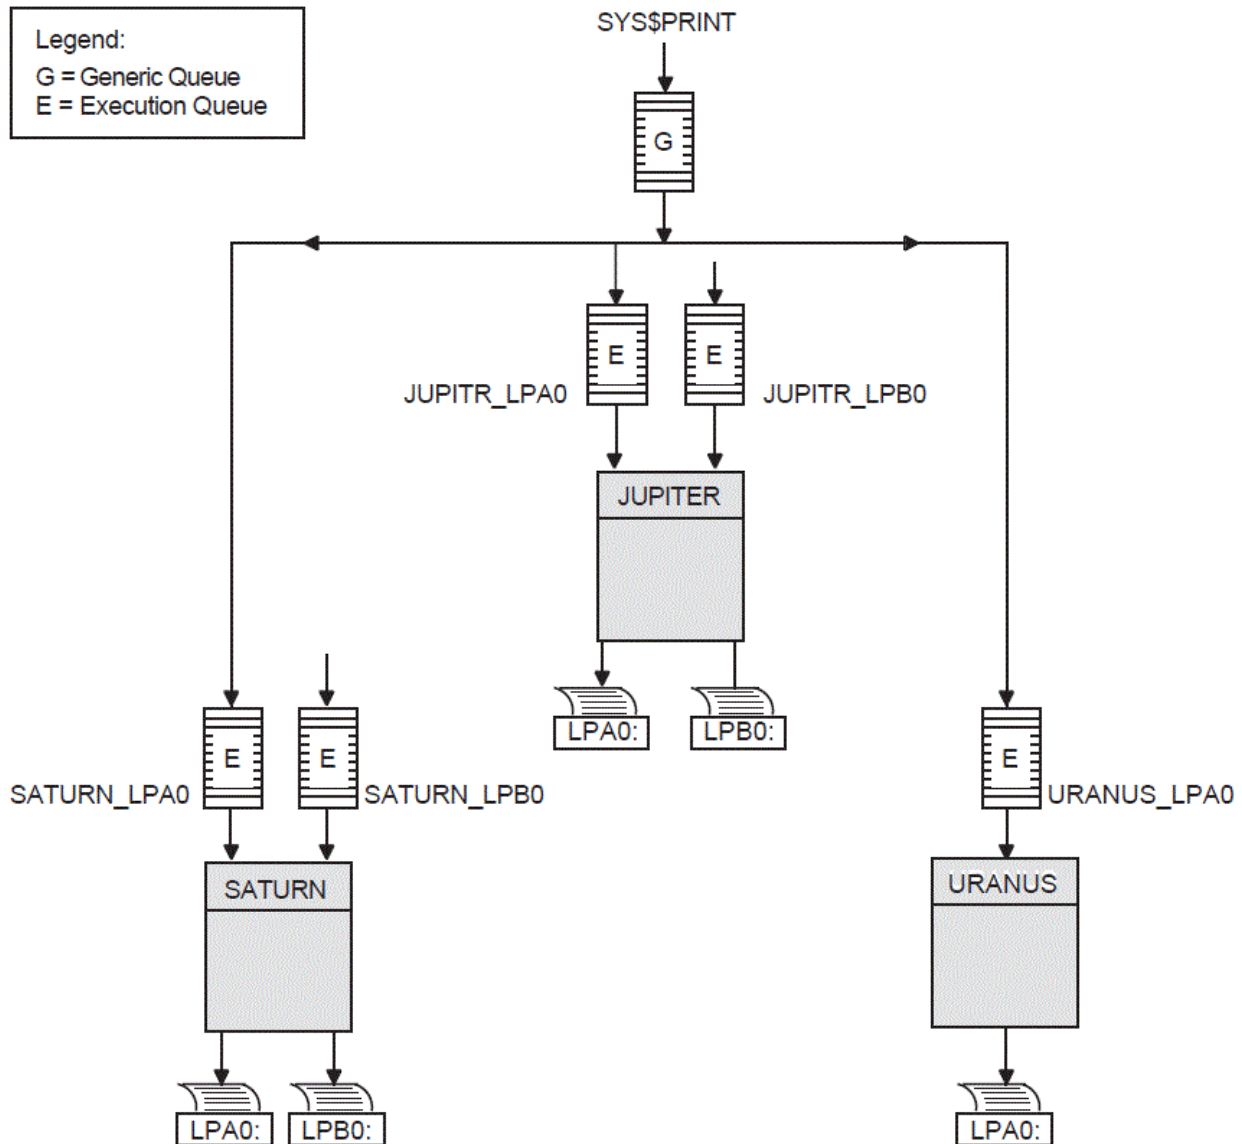 SYS$PRINT
Legend:
G = Generic Queue
E = Execution Queue
G
E
E
JUPITR_LPA0
JUPITR_LPB0
JUPITER
LPA0:
LPB0:
E
E
E
SATURN_LPA0
SATURN_LPB0
URANUS_LPA0
SATURN
URANUS
LPA0:
LPB0:
LPA0: